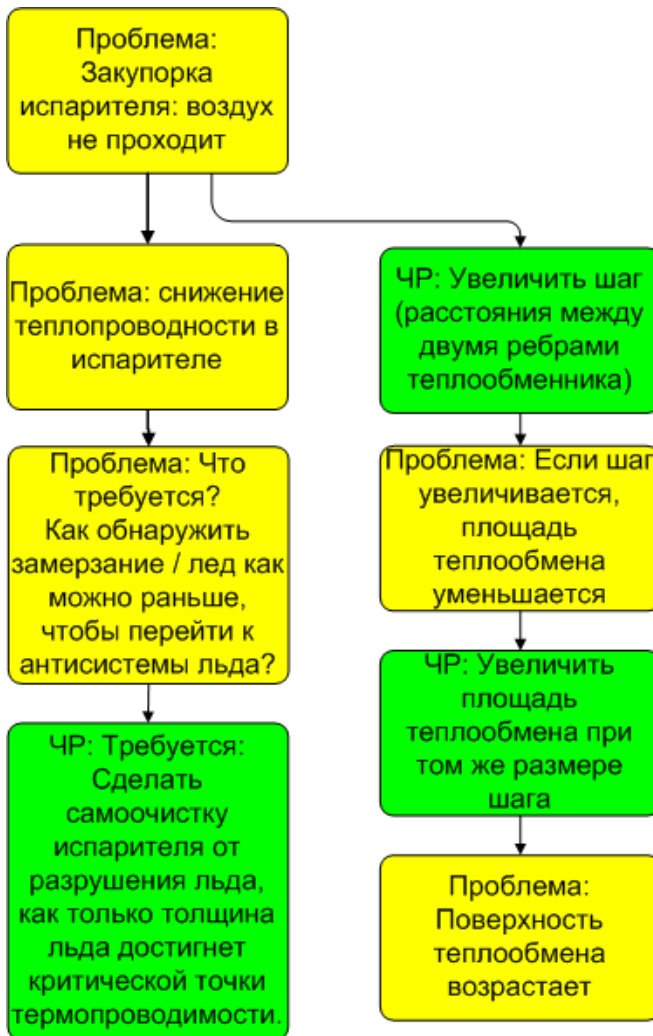 Проблема:
Закупорка
испарителя: воздух
не проходит
Проблема: снижение
теплопроводности в
испарителе
Проблема: Что
требуется?
Как обнаружить
замерзание / лед как
можно раньше,
чтобы перейти к
антисистемы льда?
ЧР: Требуется:
Сделать
самоочистку
испарителя от
разрушения льда,
как только толщина
льда достигнет
критической точки
термопроводимости.
ЧР: Увеличить шаг
(расстояния между
двумя ребрами
теплообменника)
Проблема: Если шаг
увеличивается,
площадь
теплообмена
уменьшается
ЧР: Увеличить
площадь
теплообмена при
том же размере
шага
Проблема:
Поверхность
теплообмена
возрастает